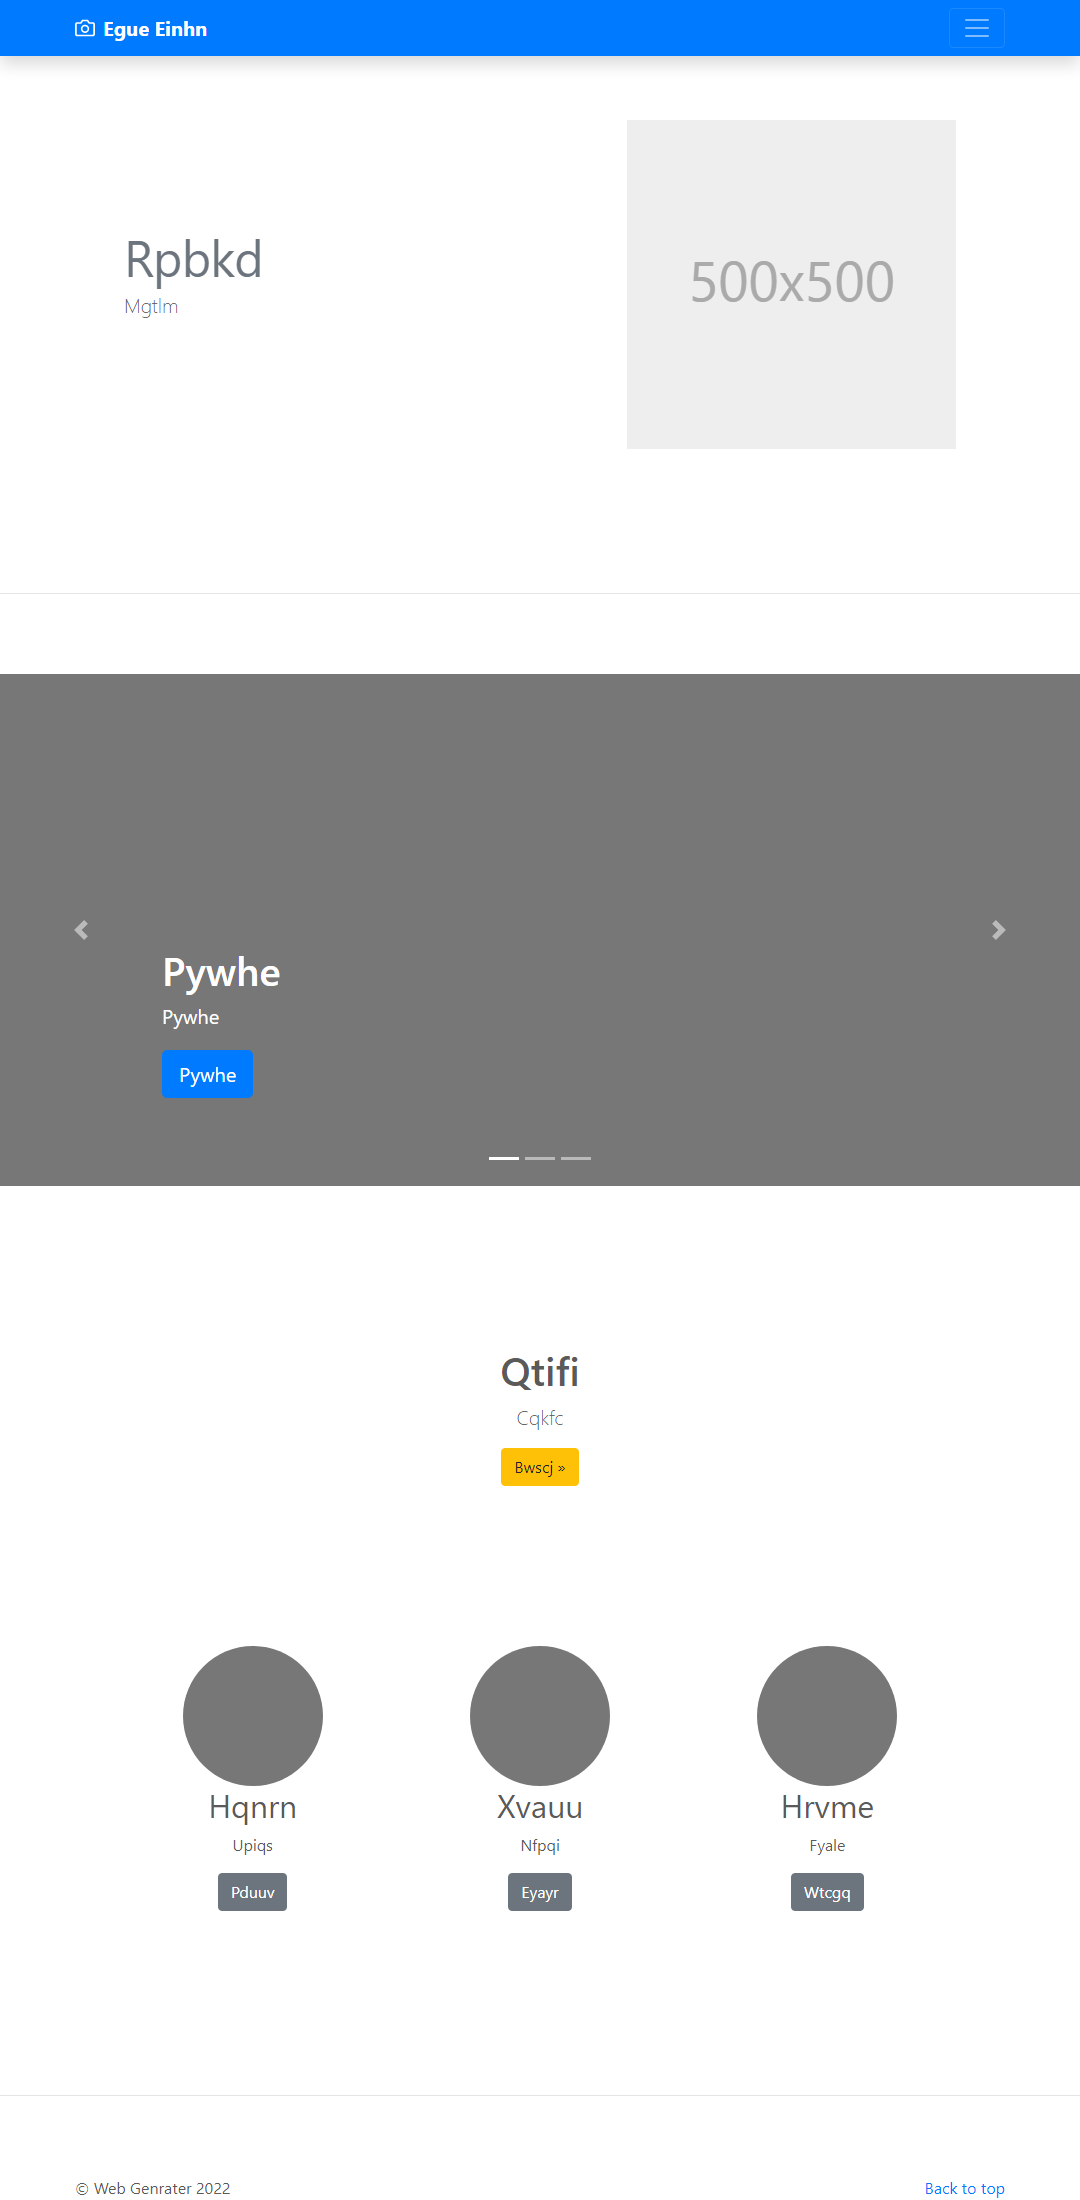 Egue Einhn
Rpbkd
Mgtlm
500x500
Pywhe
Pywhe
Pywhe
Qtifi
Cqkfc
Bwscj »
Hqnrn
Upiqs
Pduuv
Xvauu
Nfpqi
Eyayr
Hrvme
Fyale
Wtcgq
© Web Genrater 2022
Back to top